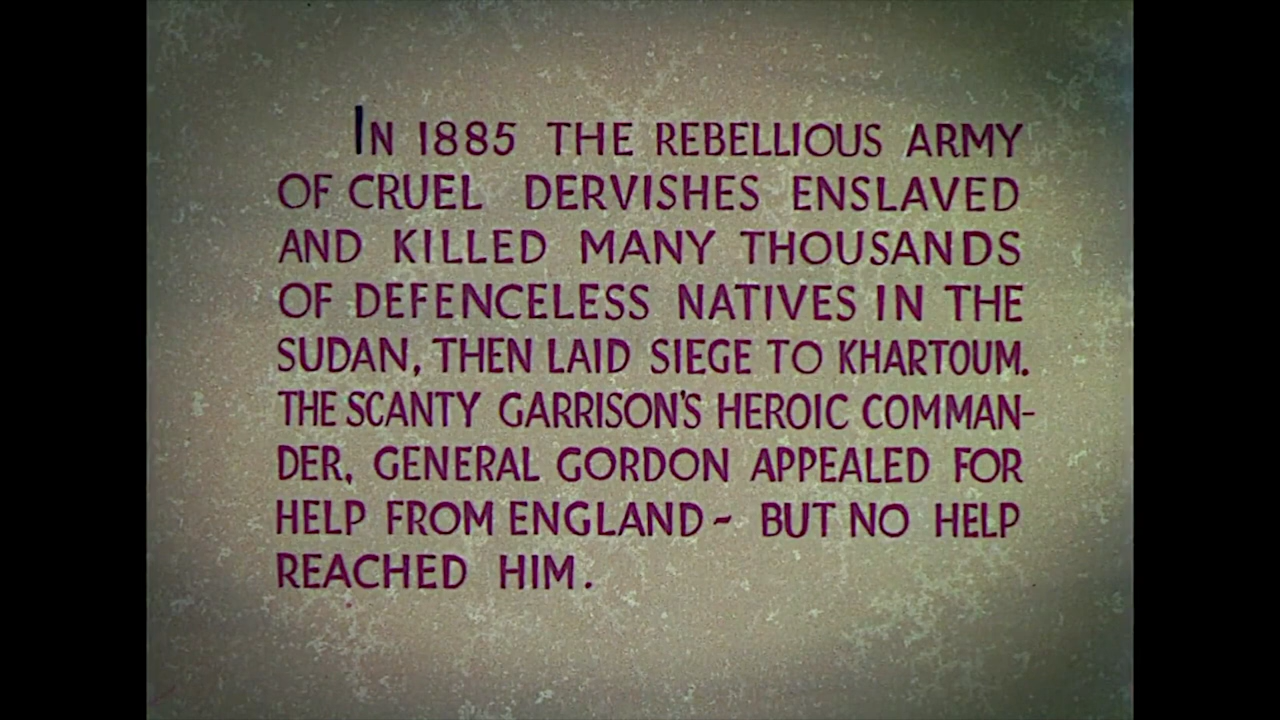 IN 1885 THE REBELLIOUS ARMY
OF CRUEL DERVISHES ENSLAVED
AND KILLED MANY THOUSANDS
OF DEFENCELESS NATIVES IN THE
SUDAN, THEN LAID SIEGE TO KHARTOUM.
THE SCANTY GARRISON'S HEROIC COMMAN-
DER, GENERAL GORDON APPEALED FOR
HELP FROM ENGLAND ~ BUT NO HELP
REACHED HIM.